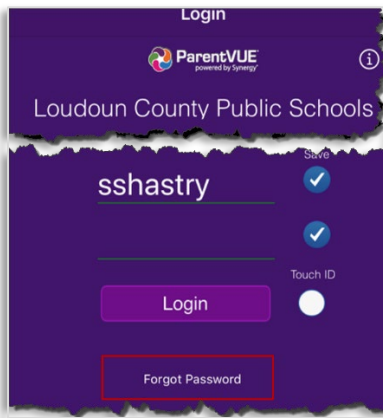 Login
ParentVUE
powered by Synergy
Loudoun County Public Schools
Save
sshastry
Touch ID
Login
Forgot Password